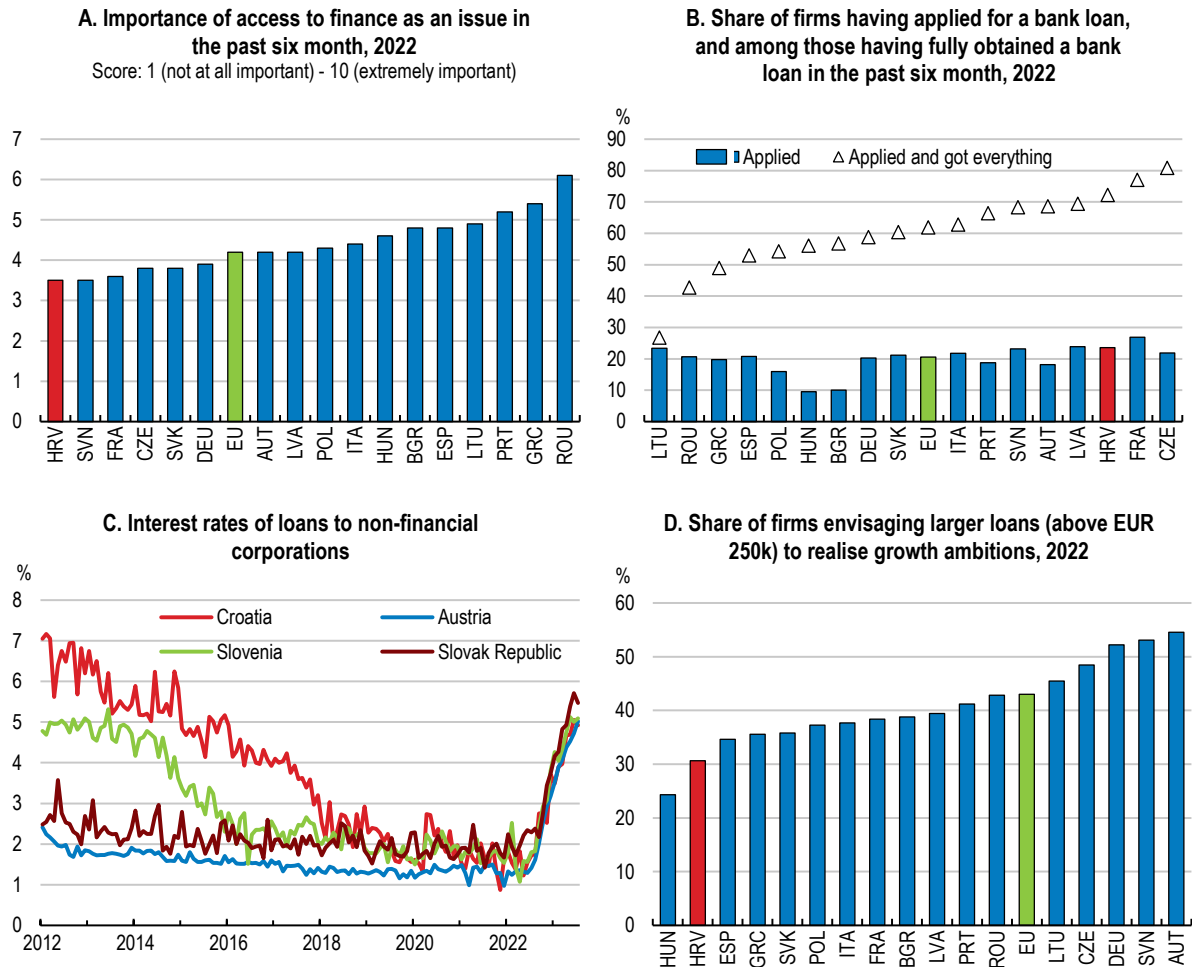 A. Importance of access to finance as an issue in
the past six month, 2022
Score: 1 (not at all important) - 10 (extremely important)
7
6
5
4
3
2
1
0
HRV
SVN
FRA
CZE
SVK
DEU
EU
AUT
LVA
POL
ITA
HUN
BGR
ESP
LTU
PRT
GRC
ROU
B. Share of firms having applied for a bank loan,
and among those having fully obtained a bank
loan in the past six month, 2022
%
90
80
70
60
50
40
30
20
10
0
Applied
Applied and got everything
LTU
ROU
GRC
ESP
POL
HUN
BGR
DEU
SVK
EU
ITA
PRT
SVN
AUT
LVA
HRV
FRA
CZE
C. Interest rates of loans to non-financial
corporations
%
8
7
6
5
4
3
2
1
0
Croatia
Austria
Slovenia
Slovak Republic
2012
2014
2016
2018
2020
2022
D. Share of firms envisaging larger loans (above EUR
250k) to realise growth ambitions, 2022
%
60
50
40
30
20
10
0
HUN
HRV
ESP
GRC
SVK
POL
ITA
FRA
BGR
LVA
PRT
ROU
EU
LTU
CZE
DEU
SVN
AUT